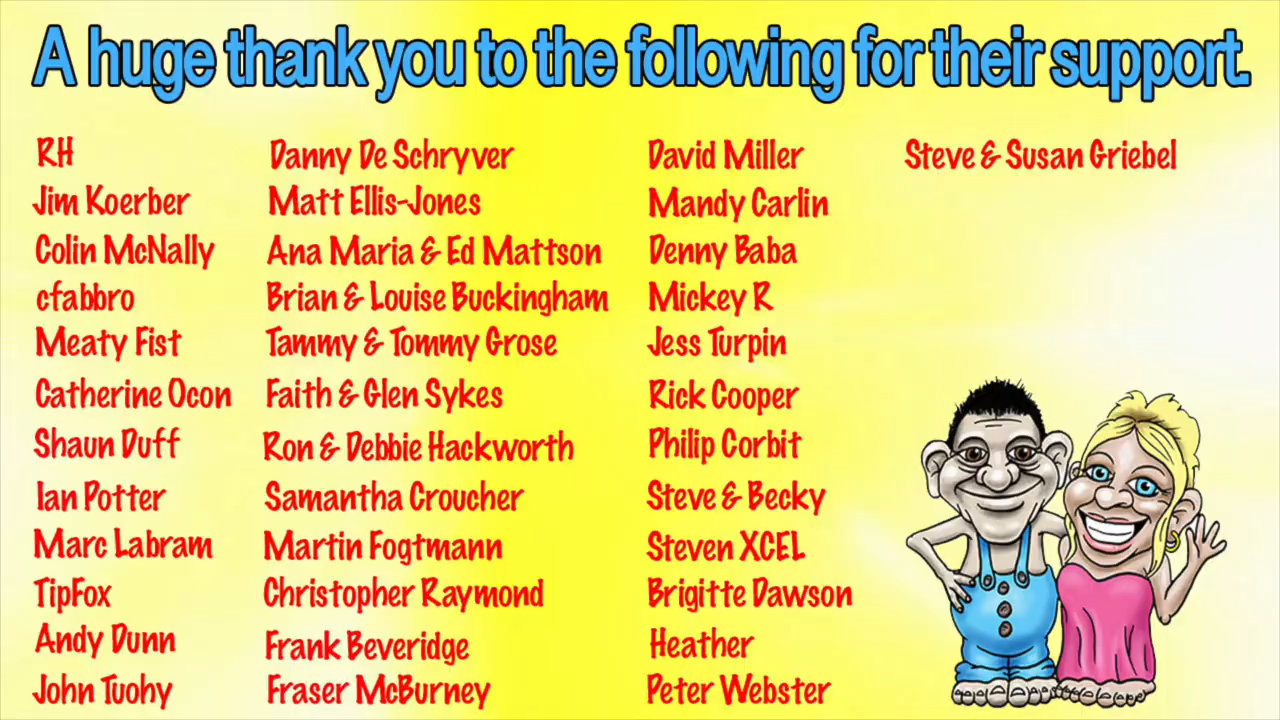 A huge thank you to the following for their support.
RH
Jim Koerber
Colin McNally
cfabbro
Meaty Fist
Catherine Ocon
Shaun Duff
Ian Potter
Marc Labram
TipFox
Andy Dunn
John Tuohy
Danny De Schryver
Matt Ellis-Jones
Ana Maria & Ed Mattson
Brian & Louise Buckingham
Tammy & Tommy Grose
Faith & Glen Sykes
Ron & Debbie Hackworth
Samantha Croucher
Martin Fogtmann
Christopher Raymond
Frank Beveridge
Fraser McBurney
David Miller
Mandy Carlin
Denny Baba
Mickey R
Jess Turpin
Rick Cooper
Philip Corbit
Steve & Becky
Steven XCEL
Brigitte Dawson
Heather
Peter Webster
Steve & Susan Griebel